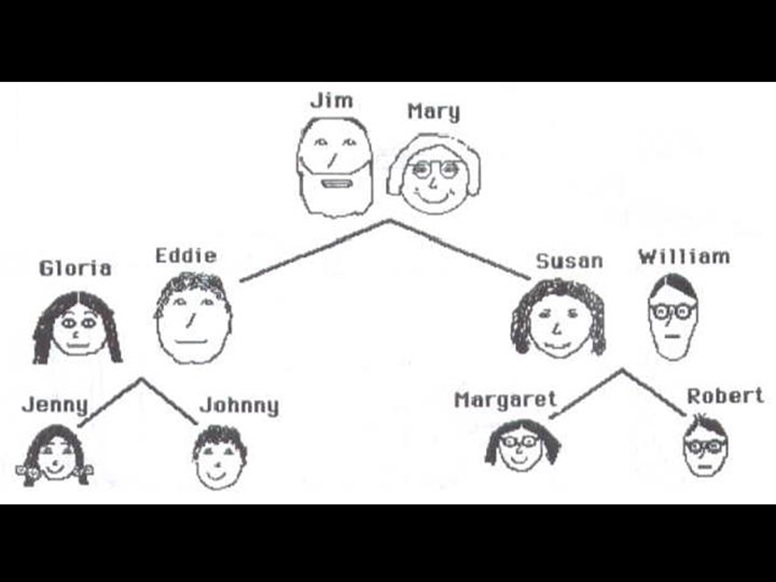 Jim
Mary
Gloria
Eddie
Susan
William
Jenny
Johnny
Margaret
Robert